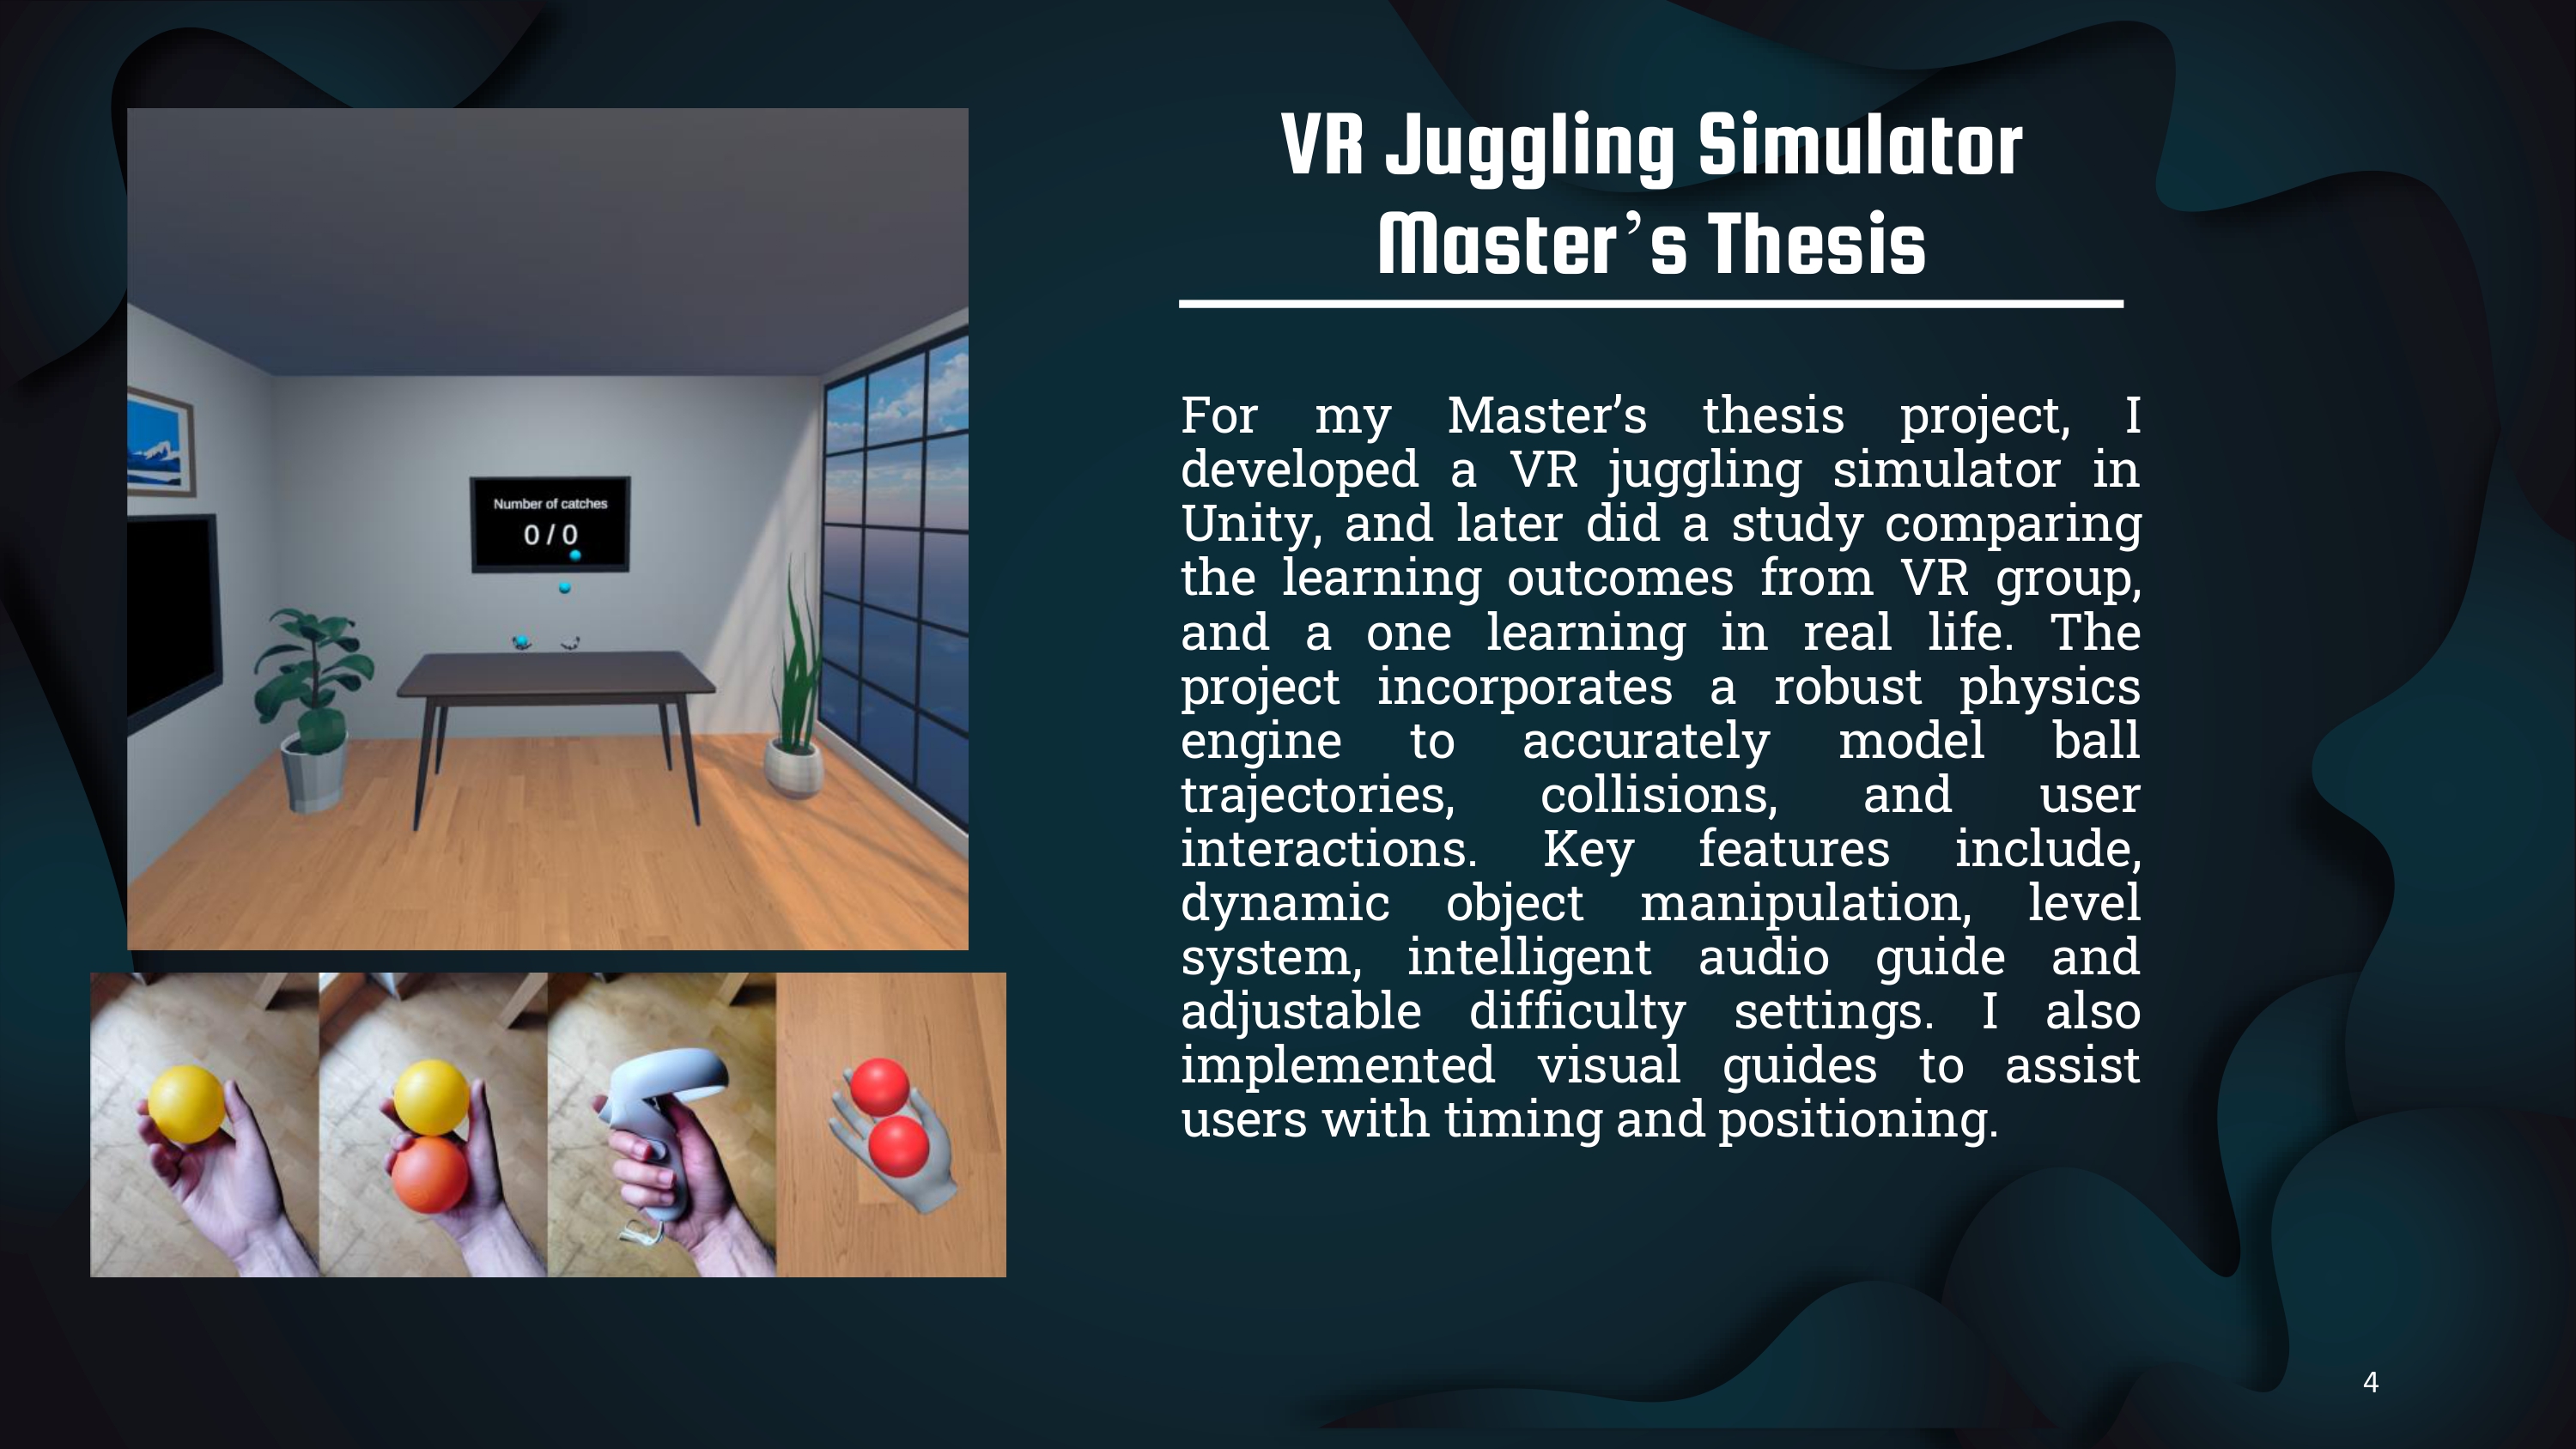 VR Juggling Simulator
Master’s Thesis
Number of catches
0 / 0
For my Master’s thesis project, I
developed a VR juggling simulator in
Unity, and later did a study comparing
the learning outcomes from VR group,
and a one learning in real life. The
project incorporates a robust physics
engine to accurately model ball
trajectories, collisions, and user
interactions. Key features include,
dynamic object manipulation, level
system, intelligent audio guide and
adjustable difficulty settings. I also
implemented visual guides to assist
users with timing and positioning.
4